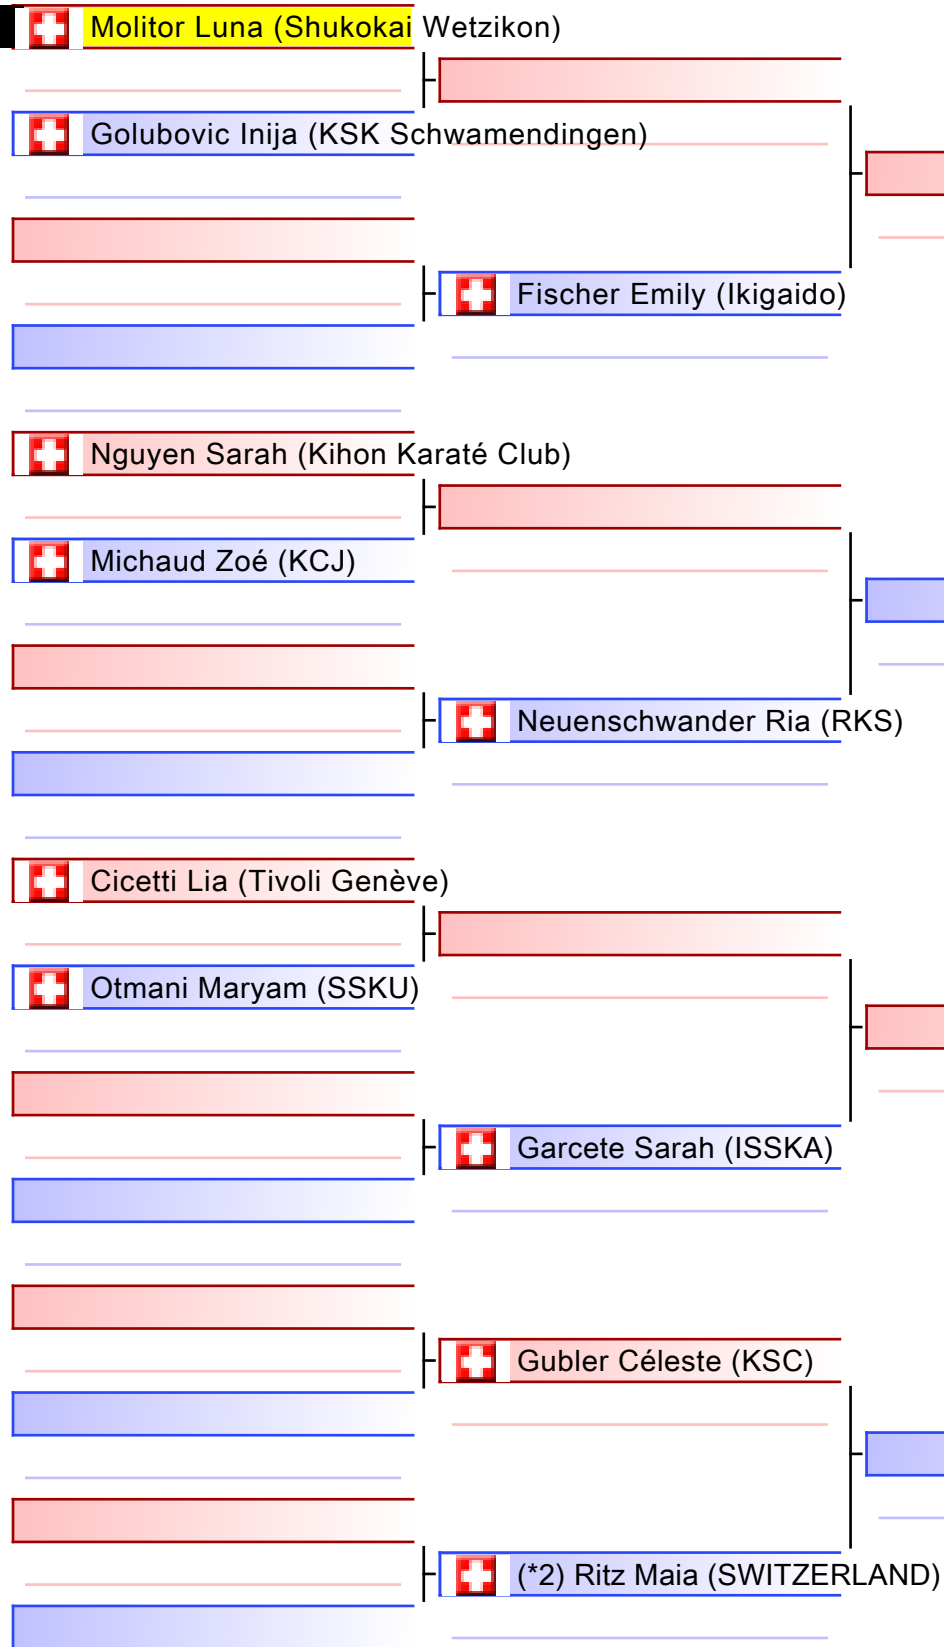 Molitor Luna (Shukokai Wetzikon)
Golubovic Inija (KSK Schwamendingen)
Fischer Emily (Ikigaido)
Nguyen Sarah (Kihon Karaté Club)
Michaud Zoé (KCJ)
Neuenschwander Ria (RKS)
Cicetti Lia (Tivoli Genève)
Otmani Maryam (SSKU)
Garcete Sarah (ISSKA)
Gubler Céleste (KSC)
(*2) Ritz Maia (SWITZERLAND)